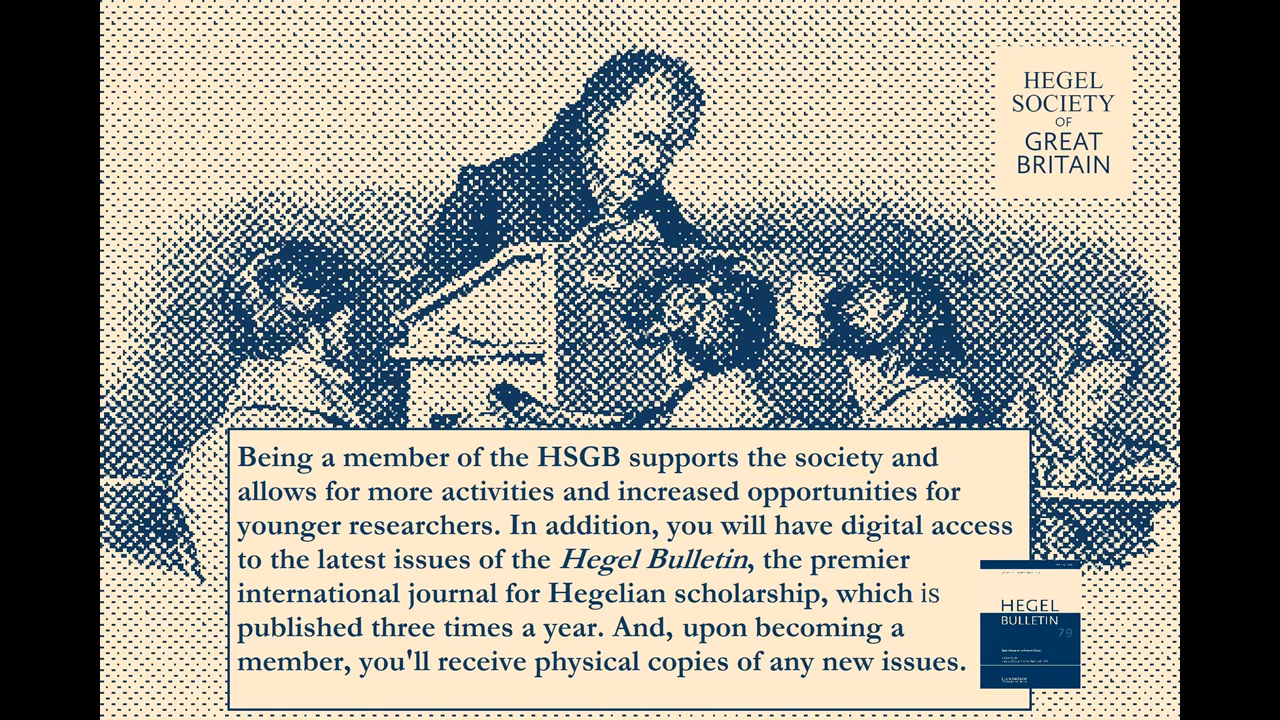 HEGEL
SOCIETY
OF
GREAT
BRITAIN
Being a member of the HSGB supports the society and
allows for more activities and increased opportunities for
younger researchers. In addition, you will have digital access
to the latest issues of the Hegel Bulletin, the premier
international journal for Hegelian scholarship, which is
published three times a year. And, upon becoming a
member, you'll receive physical copies of any new issues.
HEGEL
BULLETIN
79